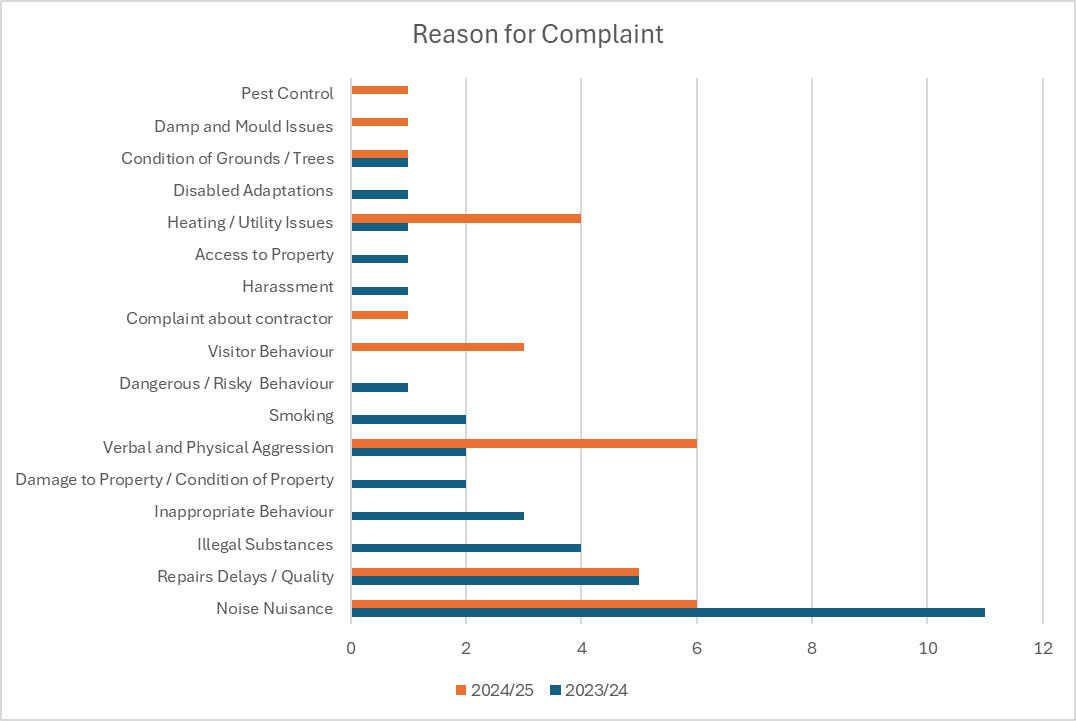 Reason for Complaint
Pest Control
Damp and Mould Issues
Condition of Grounds / Trees
Disabled Adaptations
Heating / Utility Issues
Access to Property
Harassment
Complaint about contractor
Visitor Behaviour
Dangerous / Risky  Behaviour
Smoking
Verbal and Physical Aggression
Damage to Property / Condition of Property
Inappropriate Behaviour
Illegal Substances
Repairs Delays / Quality
Noise Nuisance
0 2 4 6 8 10 12
2024/25 2023/24